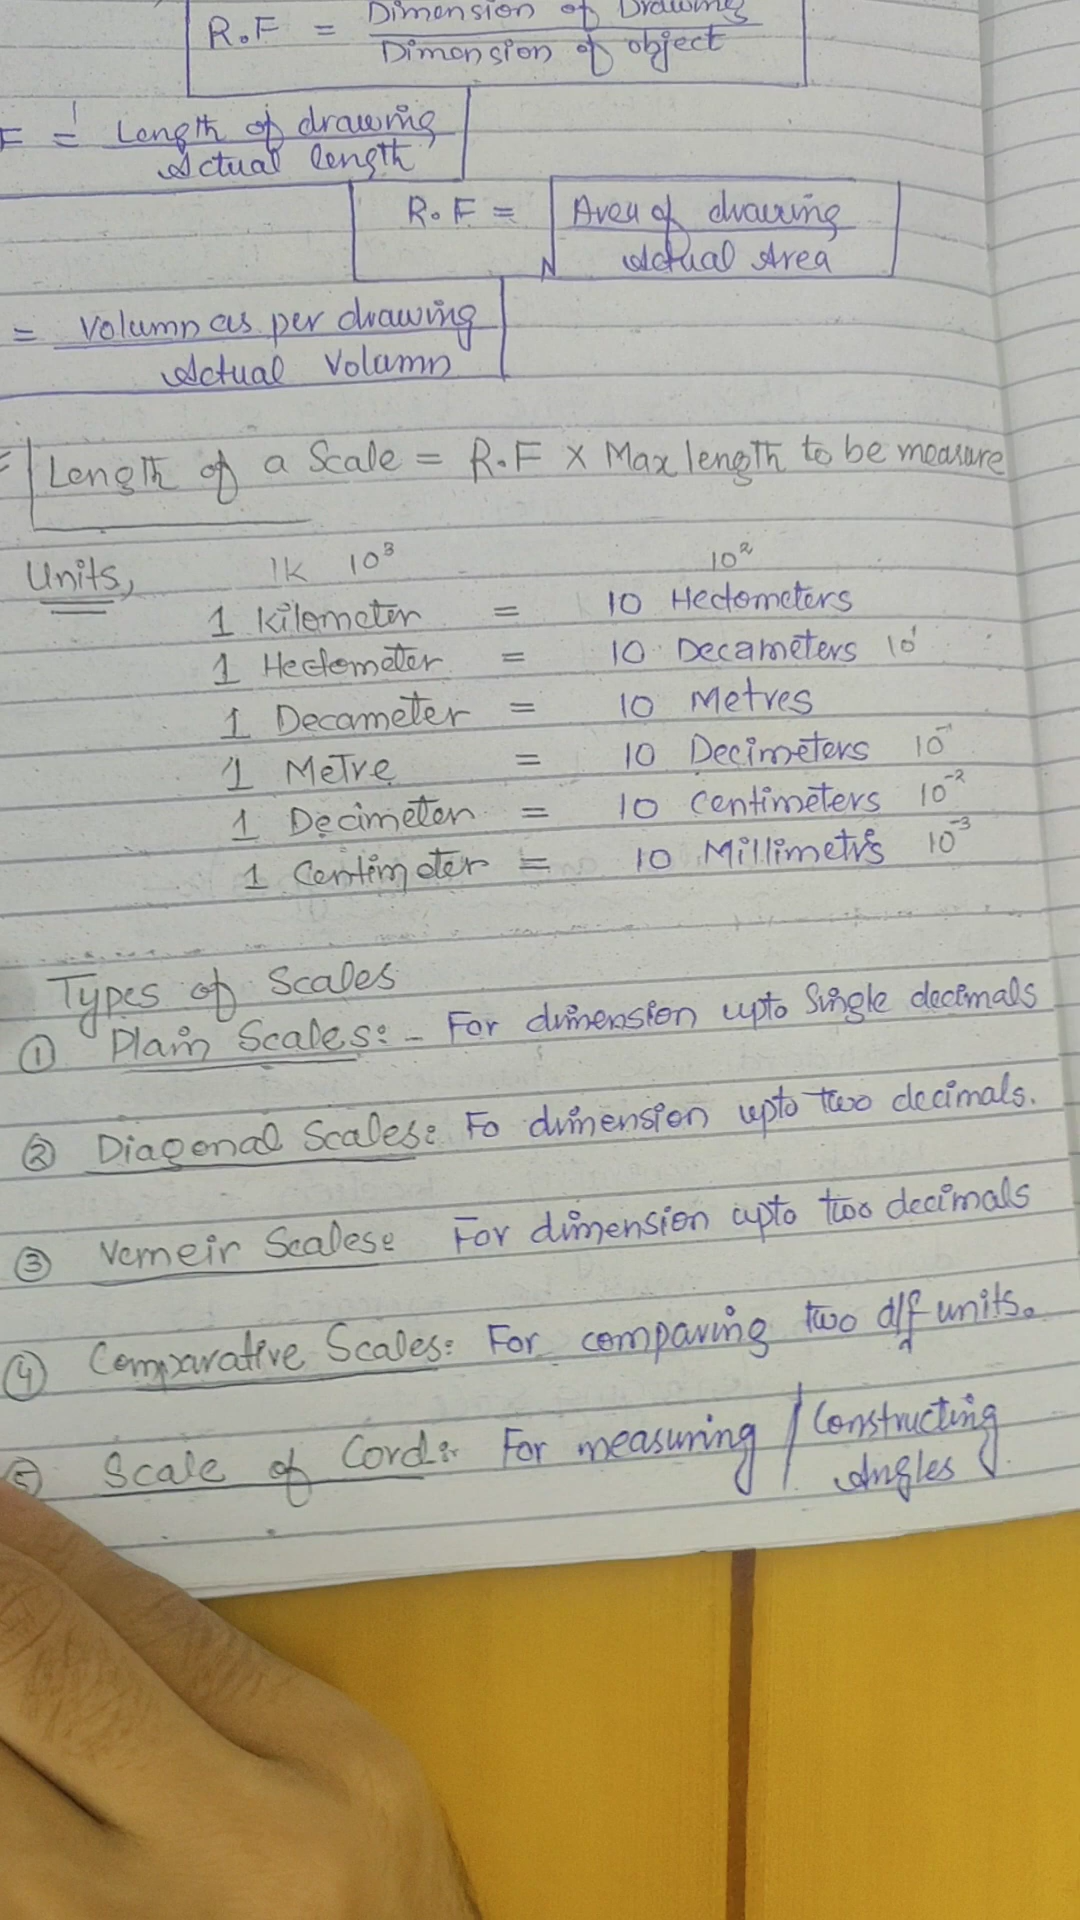 R.F = Dimension of Drawing
Dimension of object
F = Length of drawing
Actual length
R.F = √ Area of drawing
Actual Area
= Volumn as per drawing
Actual Volamn
Length of a Scale = R.F X Max length to be measure
Units, 1K 10³ 10²
1 Kilometer = 10 Hectometers
1 Hectometer = 10 Decameters 10¹
1 Decameter = 10 Metres
1 Metre = 10 Decimeters 10⁻¹
1 Decimeter = 10 Centimeters 10⁻²
1 Centimeter = 10 Millimetrs 10⁻³
Types of Scales
① Plain Scales:- For dimension upto Single decimals
② Diagonal Scales: Fo dimension upto two decimals.
③ Verneir Scales: For dimension upto two decimals
④ Comparative Scales: For comparing two d/f units.
⑤ Scale of Cord:- For measuring / Constructing
Angles